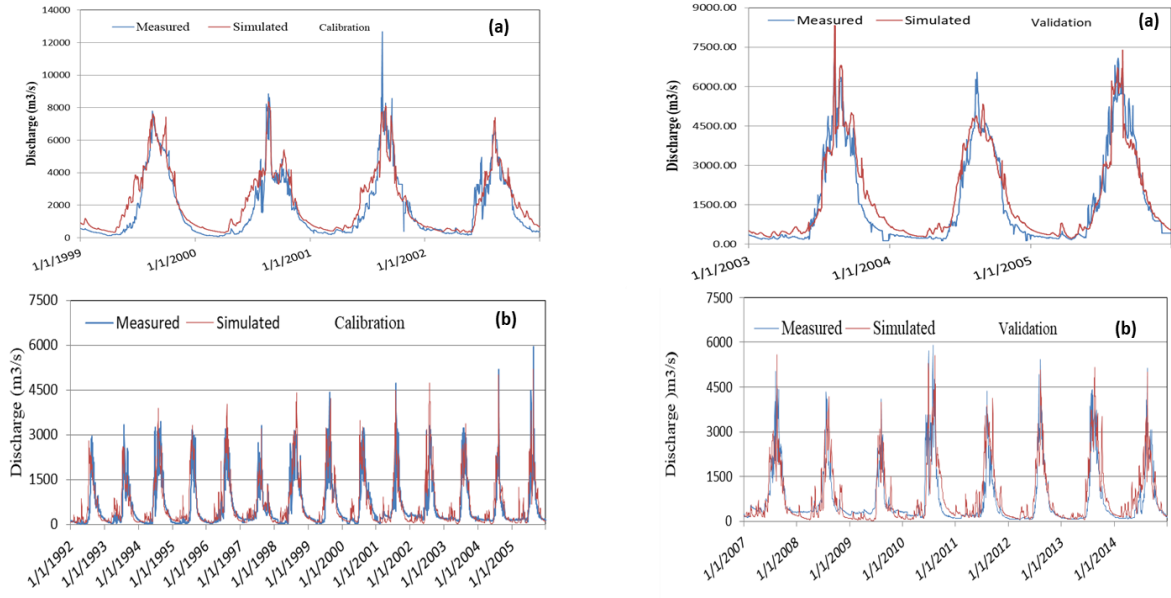 Measured Simulated Calibration (a)
Discharge (m3/s)
14000
12000
10000
8000
6000
4000
2000
0
1/1/1999 1/1/2000 1/1/2001 1/1/2002
Measured Simulated Validation (a)
Discharge (m3/s)
9000.00
7500.00
6000.00
4500.00
3000.00
1500.00
0.00
1/1/2003 1/1/2004 1/1/2005
Measured Simulated Calibration (b)
Discharge (m3/s)
7500
6000
4500
3000
1500
0
1/1/1992 1/1/1993 1/1/1994 1/1/1995 1/1/1996 1/1/1997 1/1/1998 1/1/1999 1/1/2000 1/1/2001 1/1/2002 1/1/2003 1/1/2004 1/1/2005
Measured Simulated Validation (b)
Discharge )m3/s)
7500
6000
4500
3000
1500
0
1/1/2007 1/1/2008 1/1/2009 1/1/2010 1/1/2011 1/1/2012 1/1/2013 1/1/2014